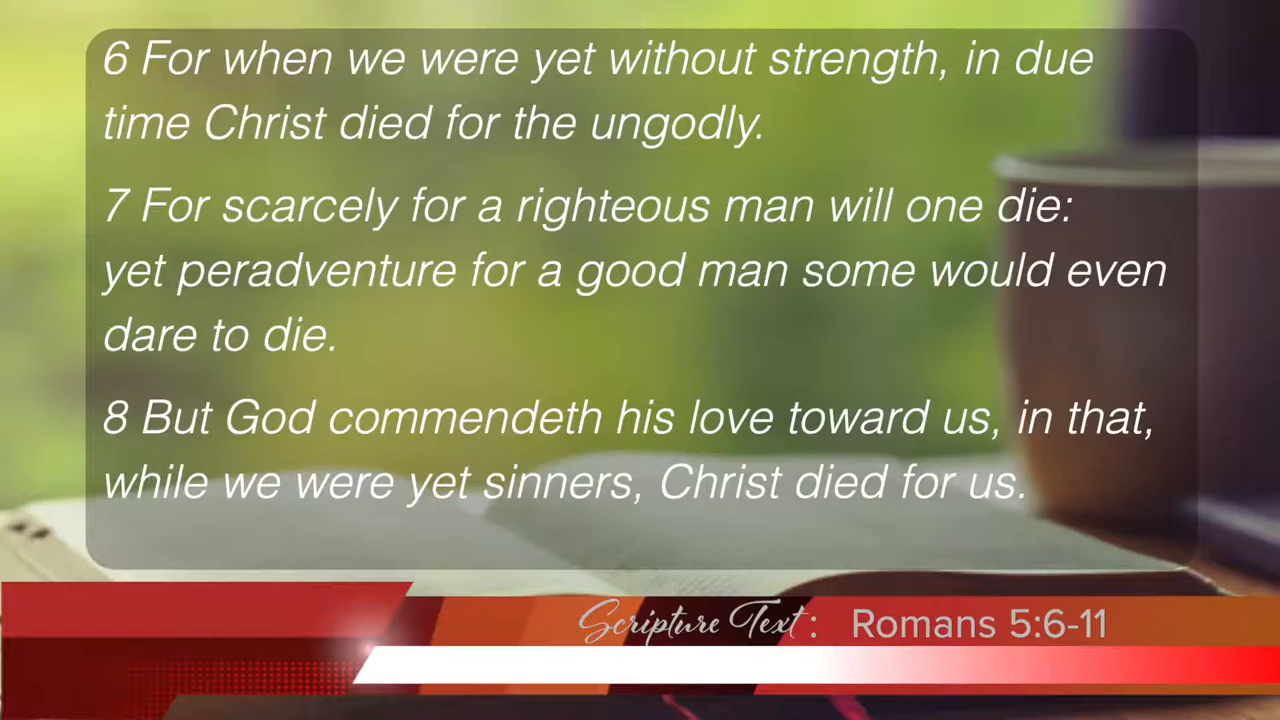 6 For when we were yet without strength, in due
time Christ died for the ungodly.
7 For scarcely for a righteous man will one die:
yet peradventure for a good man some would even
dare to die.
8 But God commendeth his love toward us, in that,
while we were yet sinners, Christ died for us.
Scripture Text: Romans 5:6-11